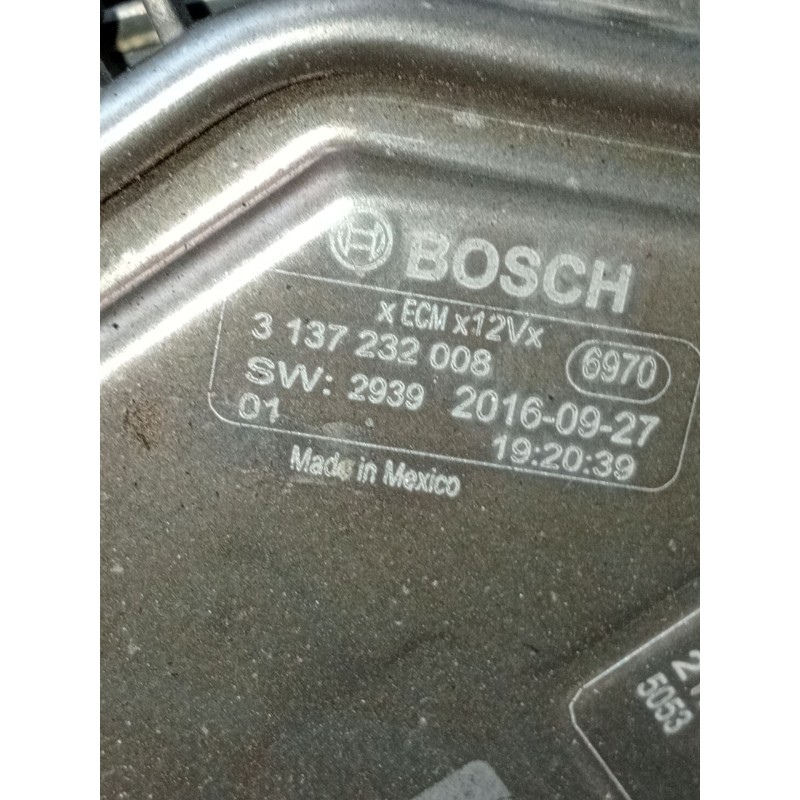 BOSCH
x ECM x12Vx
3 137 232 008 6970
SW: 2939 2016-09-27
01 19:20:39
Made in Mexico
5053